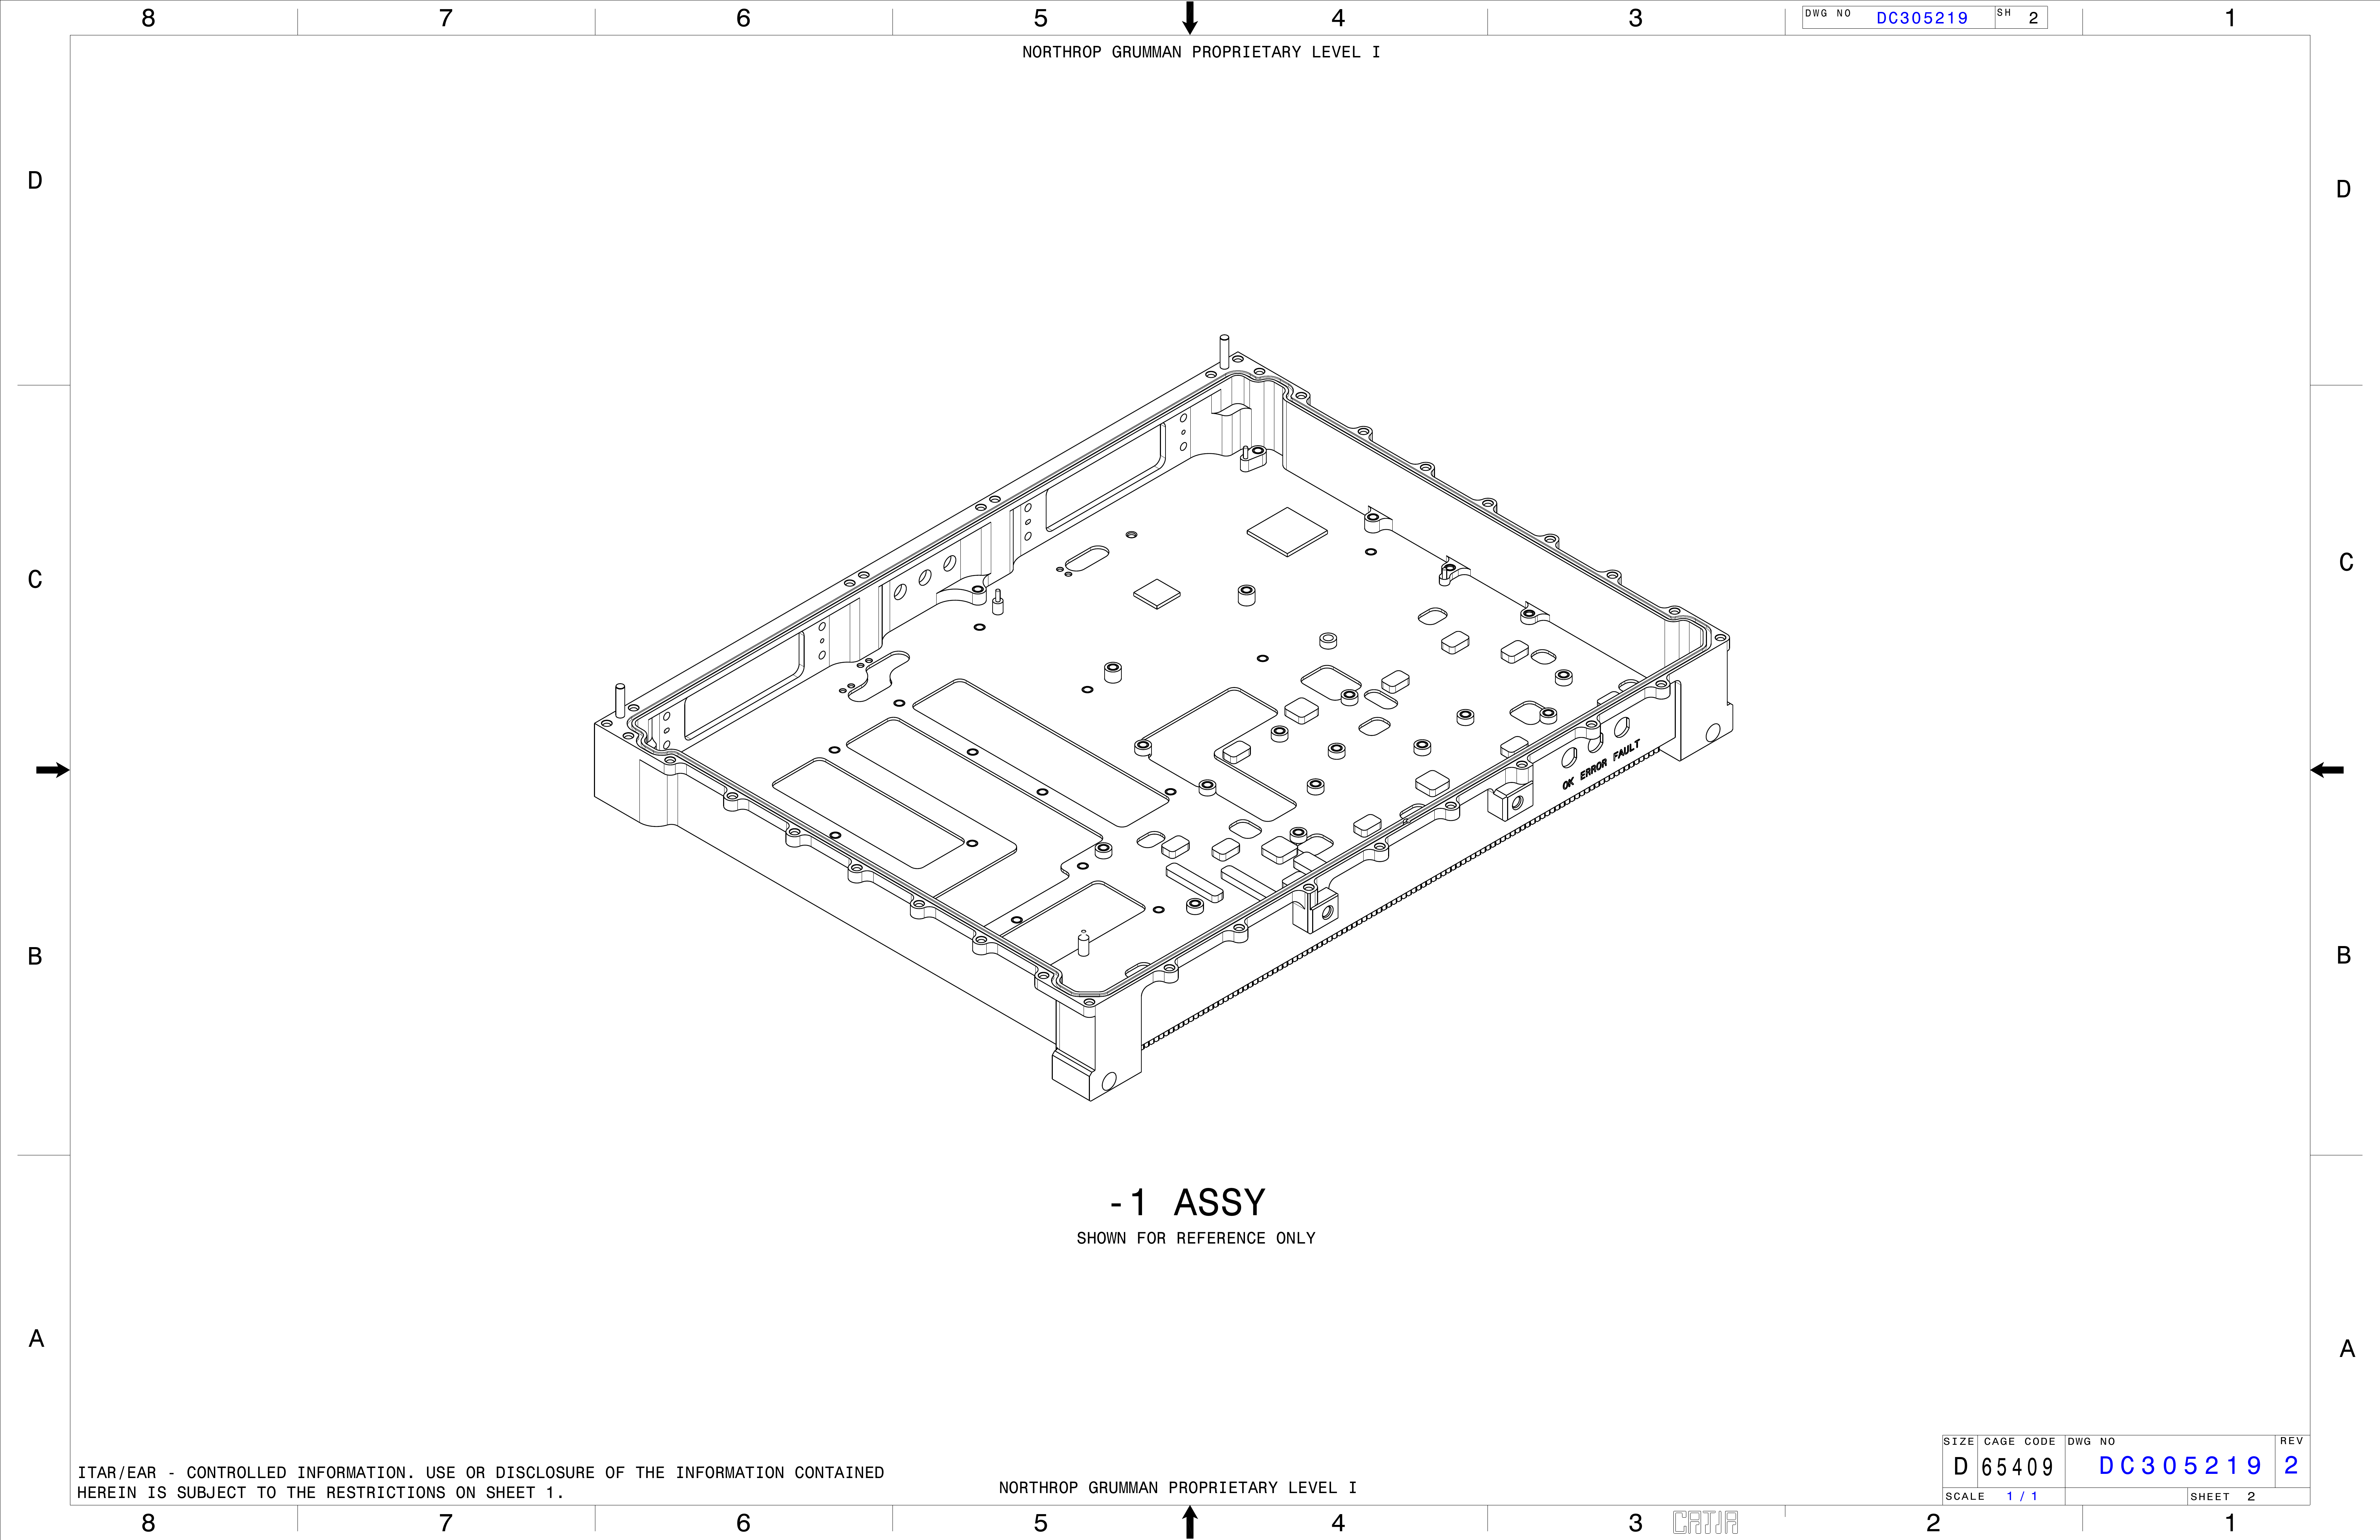 8 7 6 5 4 3 1
DWG NO DC305219 SH 2
NORTHROP GRUMMAN PROPRIETARY LEVEL I
D D
C C
OK ERROR FAULT
B B
-1 ASSY
SHOWN FOR REFERENCE ONLY
A A
ITAR/EAR - CONTROLLED INFORMATION. USE OR DISCLOSURE OF THE INFORMATION CONTAINED
HEREIN IS SUBJECT TO THE RESTRICTIONS ON SHEET 1.
NORTHROP GRUMMAN PROPRIETARY LEVEL I
SIZE CAGE CODE DWG NO REV
D 65409 DC305219 2
SCALE 1/1 SHEET 2
8 7 6 5 4 3 CATIA 2 1